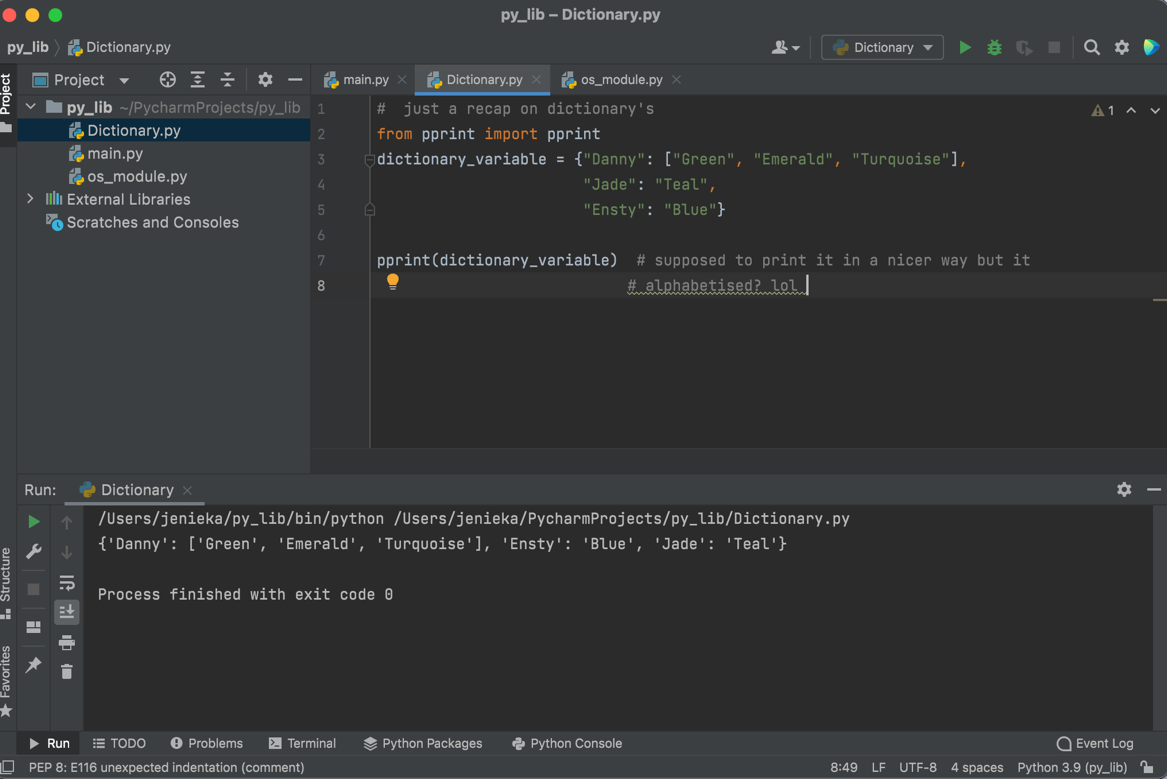 py_lib – Dictionary.py
py_lib Dictionary.py
Dictionary
Project
Project
main.py Dictionary.py os_module.py
py_lib ~/PycharmProjects/py_lib
Dictionary.py
main.py
os_module.py
External Libraries
Scratches and Consoles
1 # just a recap on dictionary's
2 from pprint import pprint
3 dictionary_variable = {"Danny": ["Green", "Emerald", "Turquoise"],
4 "Jade": "Teal",
5 "Ensty": "Blue"}
6
7 pprint(dictionary_variable) # supposed to print it in a nicer way but it
8 # alphabetised? lol
1
Run: Dictionary
/Users/jenieka/py_lib/bin/python /Users/jenieka/PycharmProjects/py_lib/Dictionary.py
{'Danny': ['Green', 'Emerald', 'Turquoise'], 'Ensty': 'Blue', 'Jade': 'Teal'}
Process finished with exit code 0
Structure
Favorites
Run TODO Problems Terminal Python Packages Python Console Event Log
PEP 8: E116 unexpected indentation (comment) 8:49 LF UTF-8 4 spaces Python 3.9 (py_lib)